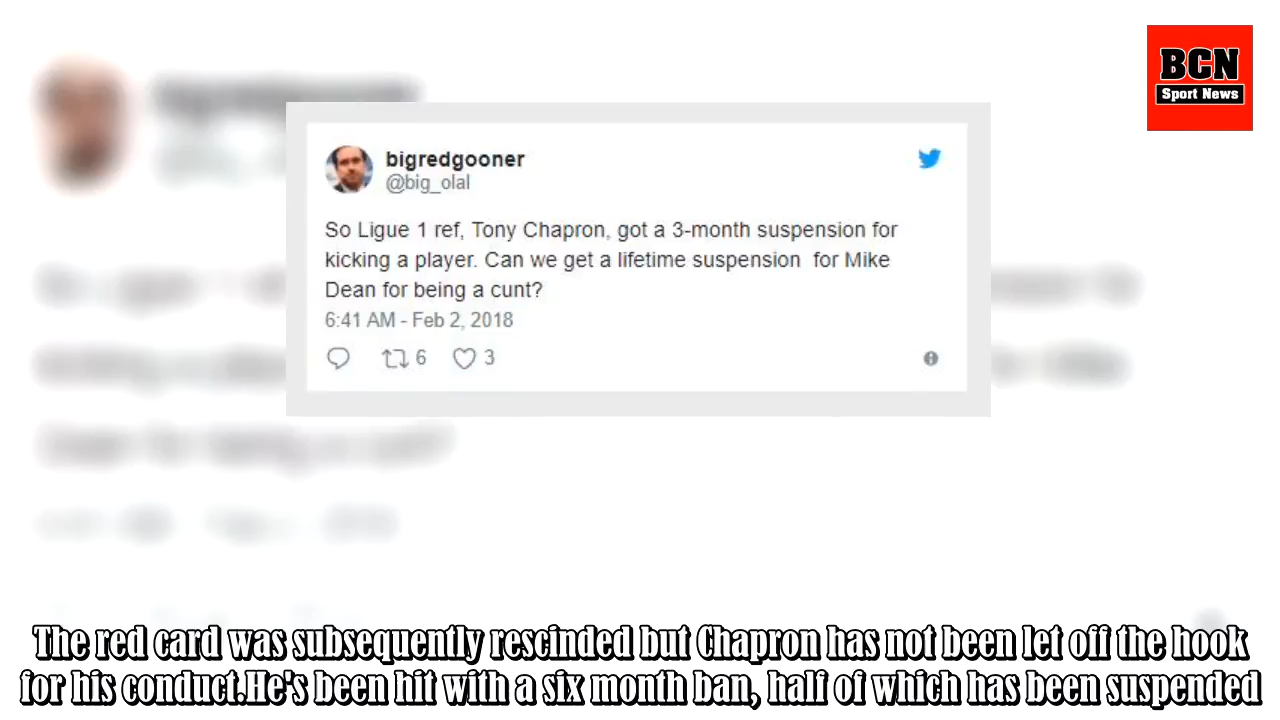 BCN
Sport News
bigredgooner
@big_olal
So Ligue 1 ref, Tony Chapron, got a 3-month suspension for
kicking a player. Can we get a lifetime suspension for Mike
Dean for being a cunt?
6:41 AM - Feb 2, 2018
6 3
The red card was subsequently rescinded but Chapron has not been let off the hook
for his conduct.He's been hit with a six month ban, half of which has been suspended